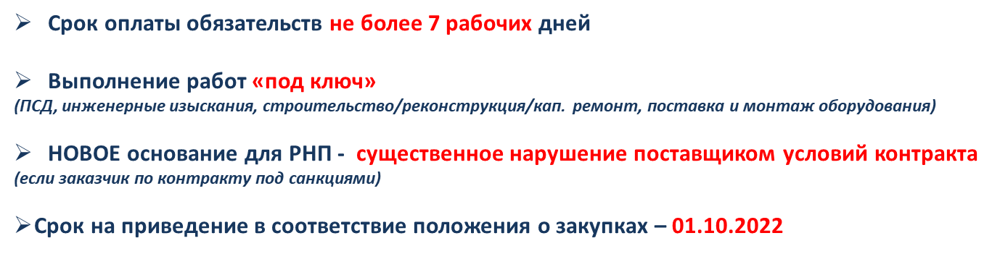 ➢ Срок оплаты обязательств не более 7 рабочих дней
➢ Выполнение работ «под ключ»
(ПСД, инженерные изыскания, строительство/реконструкция/кап. ремонт, поставка и монтаж оборудования)
➢ НОВОЕ основание для РНП - существенное нарушение поставщиком условий контракта
(если заказчик по контракту под санкциями)
➢ Срок на приведение в соответствие положения о закупках – 01.10.2022